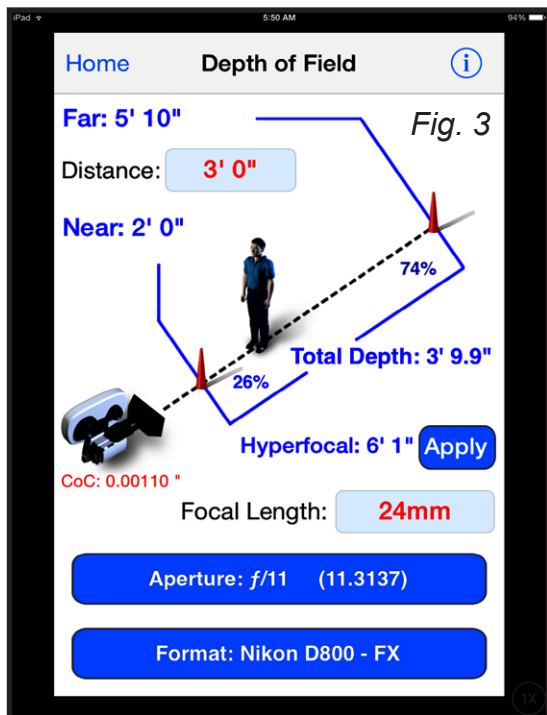 iPad 5:50 AM 94%
Home Depth of Field i
Far: 5' 10"
Fig. 3
Distance: 3' 0"
Near: 2' 0"
74%
Total Depth: 3' 9.9"
26%
Hyperfocal: 6' 1" Apply
CoC: 0.00110 "
Focal Length: 24mm
Aperture: ƒ/11 (11.3137)
Format: Nikon D800 - FX
1X